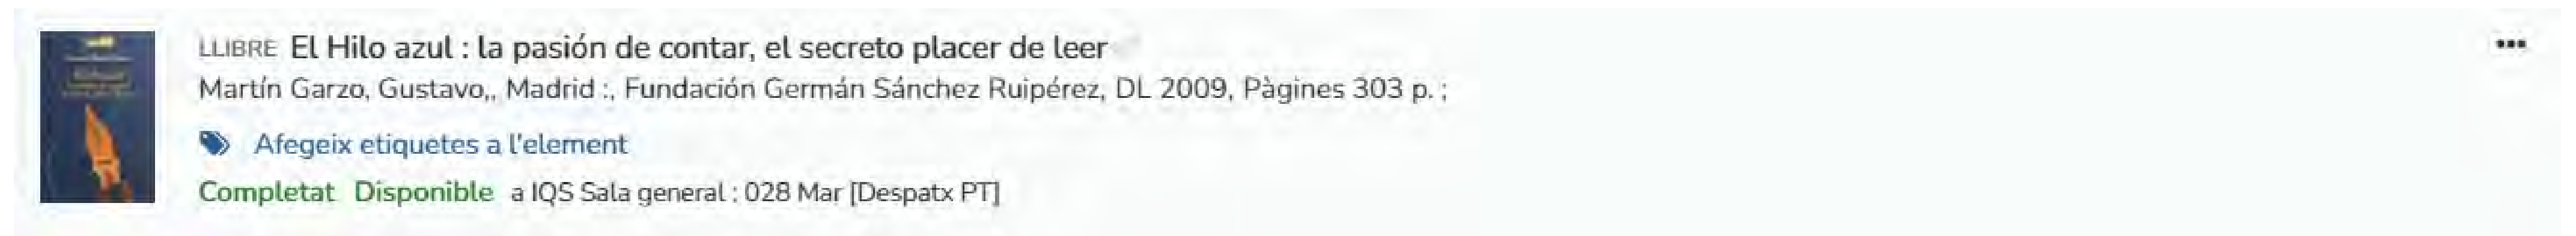 LLIBRE El Hilo azul : la pasión de contar, el secreto placer de leer
Martín Garzo, Gustavo,, Madrid :, Fundación Germán Sánchez Ruipérez, DL 2009, Pàgines 303 p. ;
Afegeix etiquetes a l'element
Completat Disponible a IQS Sala general ; 028 Mar [Despatx PT]